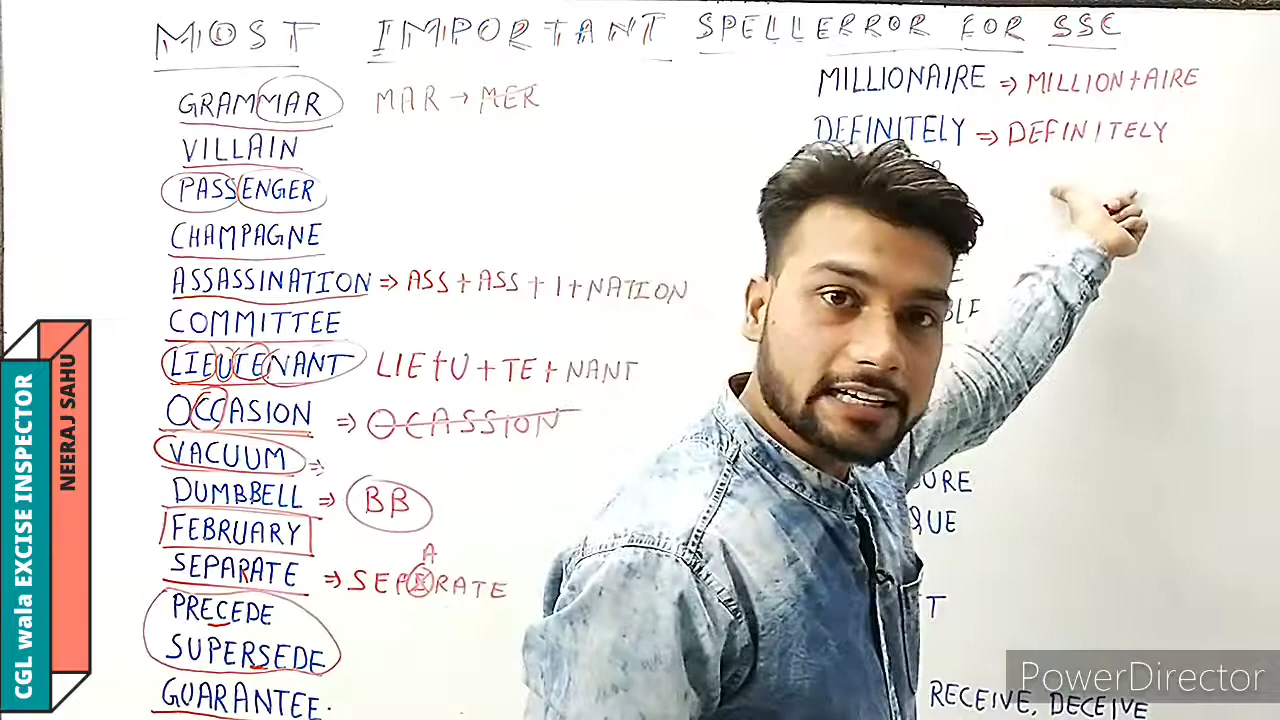 MOST IMPORTANT SPELLERROR FOR SSC
GRAMMAR MAR → MER
VILLAIN
PASSENGER
CHAMPAGNE
ASSASSINATION ⇒ ASS + ASS + I + NATION
COMMITTEE
LIEUTENANT LIE + U + TE + NANT
OCCASION ⇒ OCASSION
VACUUM ⇒
DUMBBELL ⇒ BB
FEBRUARY
A
SEPARATE ⇒ SEPERATE
PRECEDE
SUPERSEDE
GUARANTEE.
MILLIONAIRE ⇒ MILLION+AIRE
DEFINITELY ⇒ DEFINITELY
RECEIVE, DECEIVE
CGL wala EXCISE INSPECTOR
NEERAJ SAHU
PowerDirector